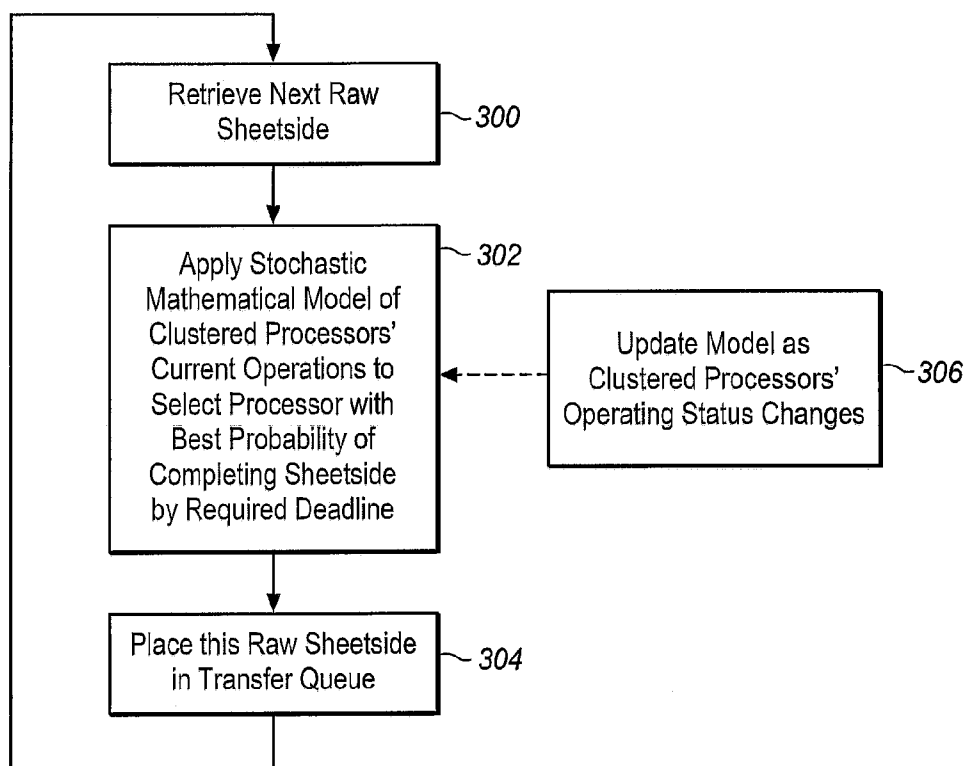 Retrieve Next Raw
Sheetside
300
Apply Stochastic
Mathematical Model of
Clustered Processors'
Current Operations to
Select Processor with
Best Probability of
Completing Sheetside
by Required Deadline
302
Update Model as
Clustered Processors'
Operating Status Changes
306
Place this Raw Sheetside
in Transfer Queue
304